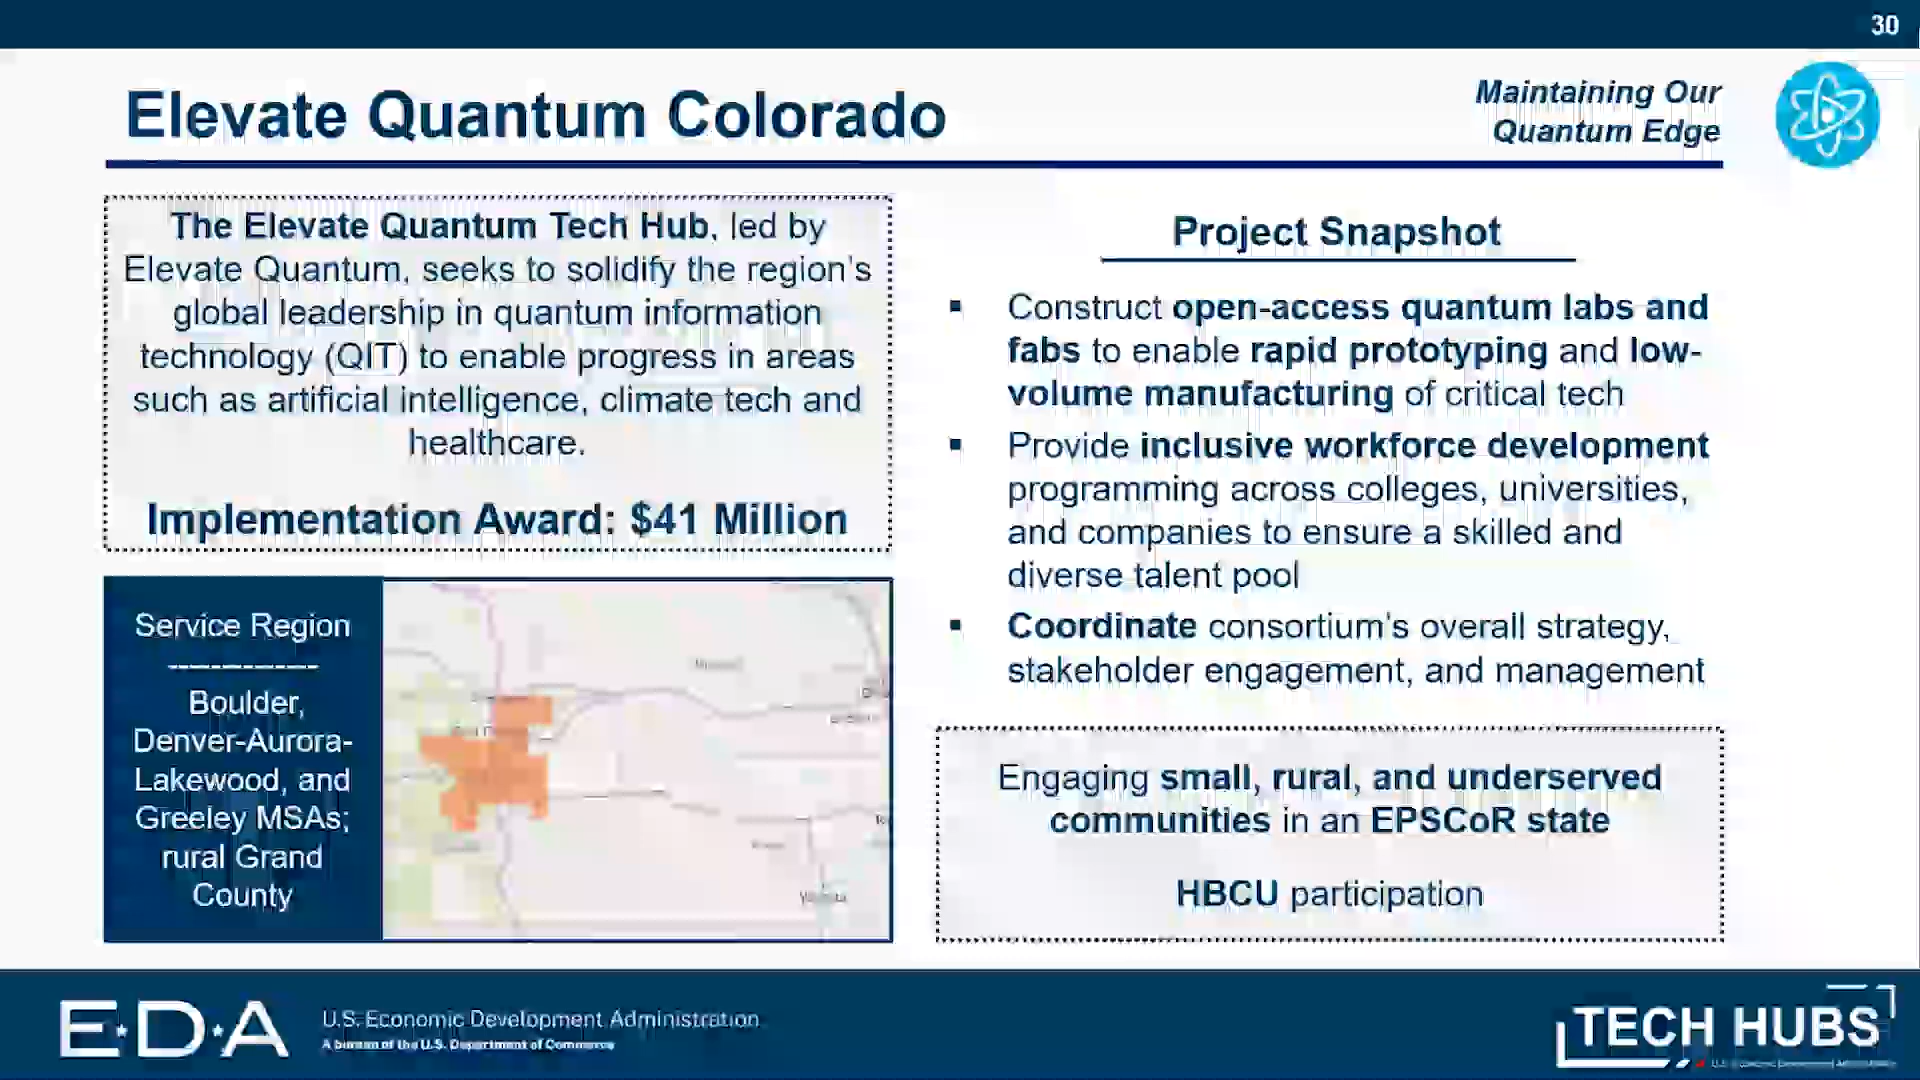 30
Elevate Quantum Colorado
Maintaining Our
Quantum Edge
The Elevate Quantum Tech Hub, led by
Elevate Quantum, seeks to solidify the region's
global leadership in quantum information
technology (QIT) to enable progress in areas
such as artificial intelligence, climate tech and
healthcare.
Implementation Award: $41 Million
Service Region
Boulder,
Denver-Aurora-
Lakewood, and
Greeley MSAs;
rural Grand
County
Project Snapshot
▪ Construct open-access quantum labs and
fabs to enable rapid prototyping and low-
volume manufacturing of critical tech
▪ Provide inclusive workforce development
programming across colleges, universities,
and companies to ensure a skilled and
diverse talent pool
▪ Coordinate consortium's overall strategy,
stakeholder engagement, and management
Engaging small, rural, and underserved
communities in an EPSCoR state
HBCU participation
E·D·A
U.S. Economic Development Administration
A bureau of the U.S. Department of Commerce
TECH HUBS